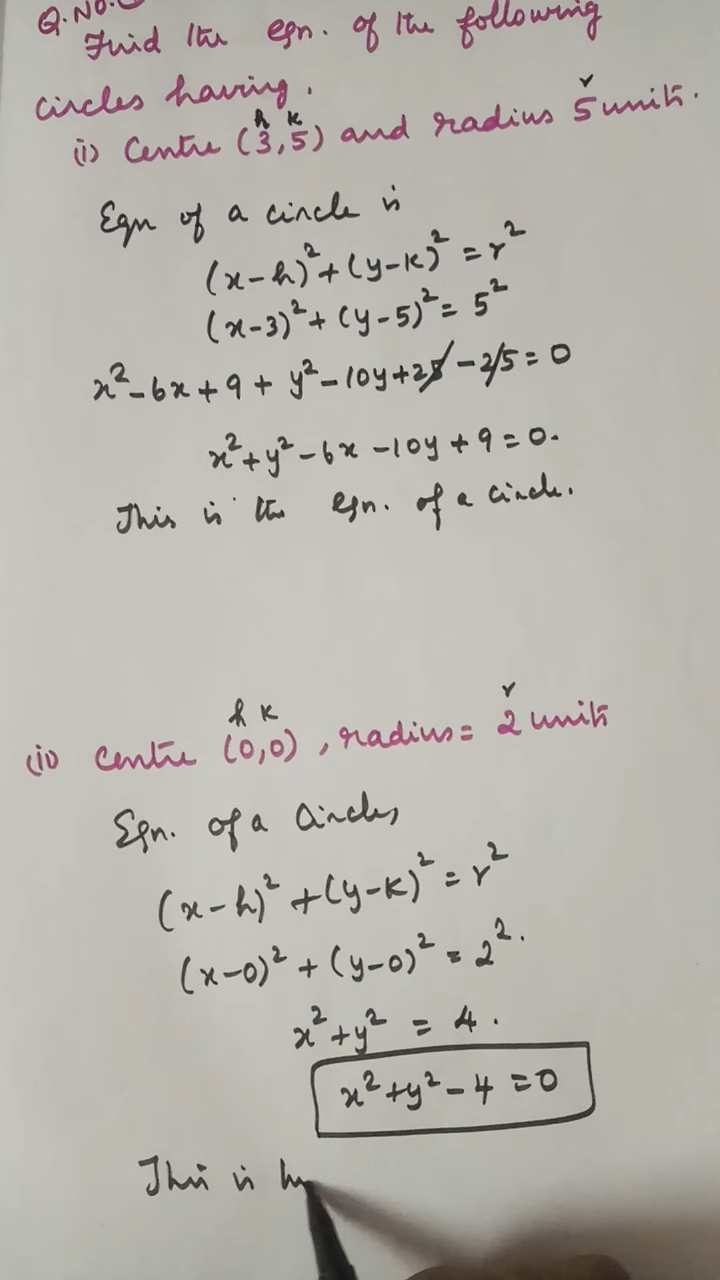 Q.No.
Find the eqn. of the following
circles having.
h k r
(i) Centre (3,5) and radius 5 unit.
Eqn of a circle is
(x-h)² + (y-k)² = r²
(x-3)² + (y-5)² = 5²
x² - 6x + 9 + y² - 10y + 25 - 25 = 0
x² + y² - 6x - 10y + 9 = 0.
This is the eqn. of a circle.
h k r
(ii) centre (0,0), radius = 2 units
Eqn. of a Circles
(x-h)² + (y-k)² = r²
(x-0)² + (y-0)² = 2².
x² + y² = 4.
x² + y² - 4 = 0
This is